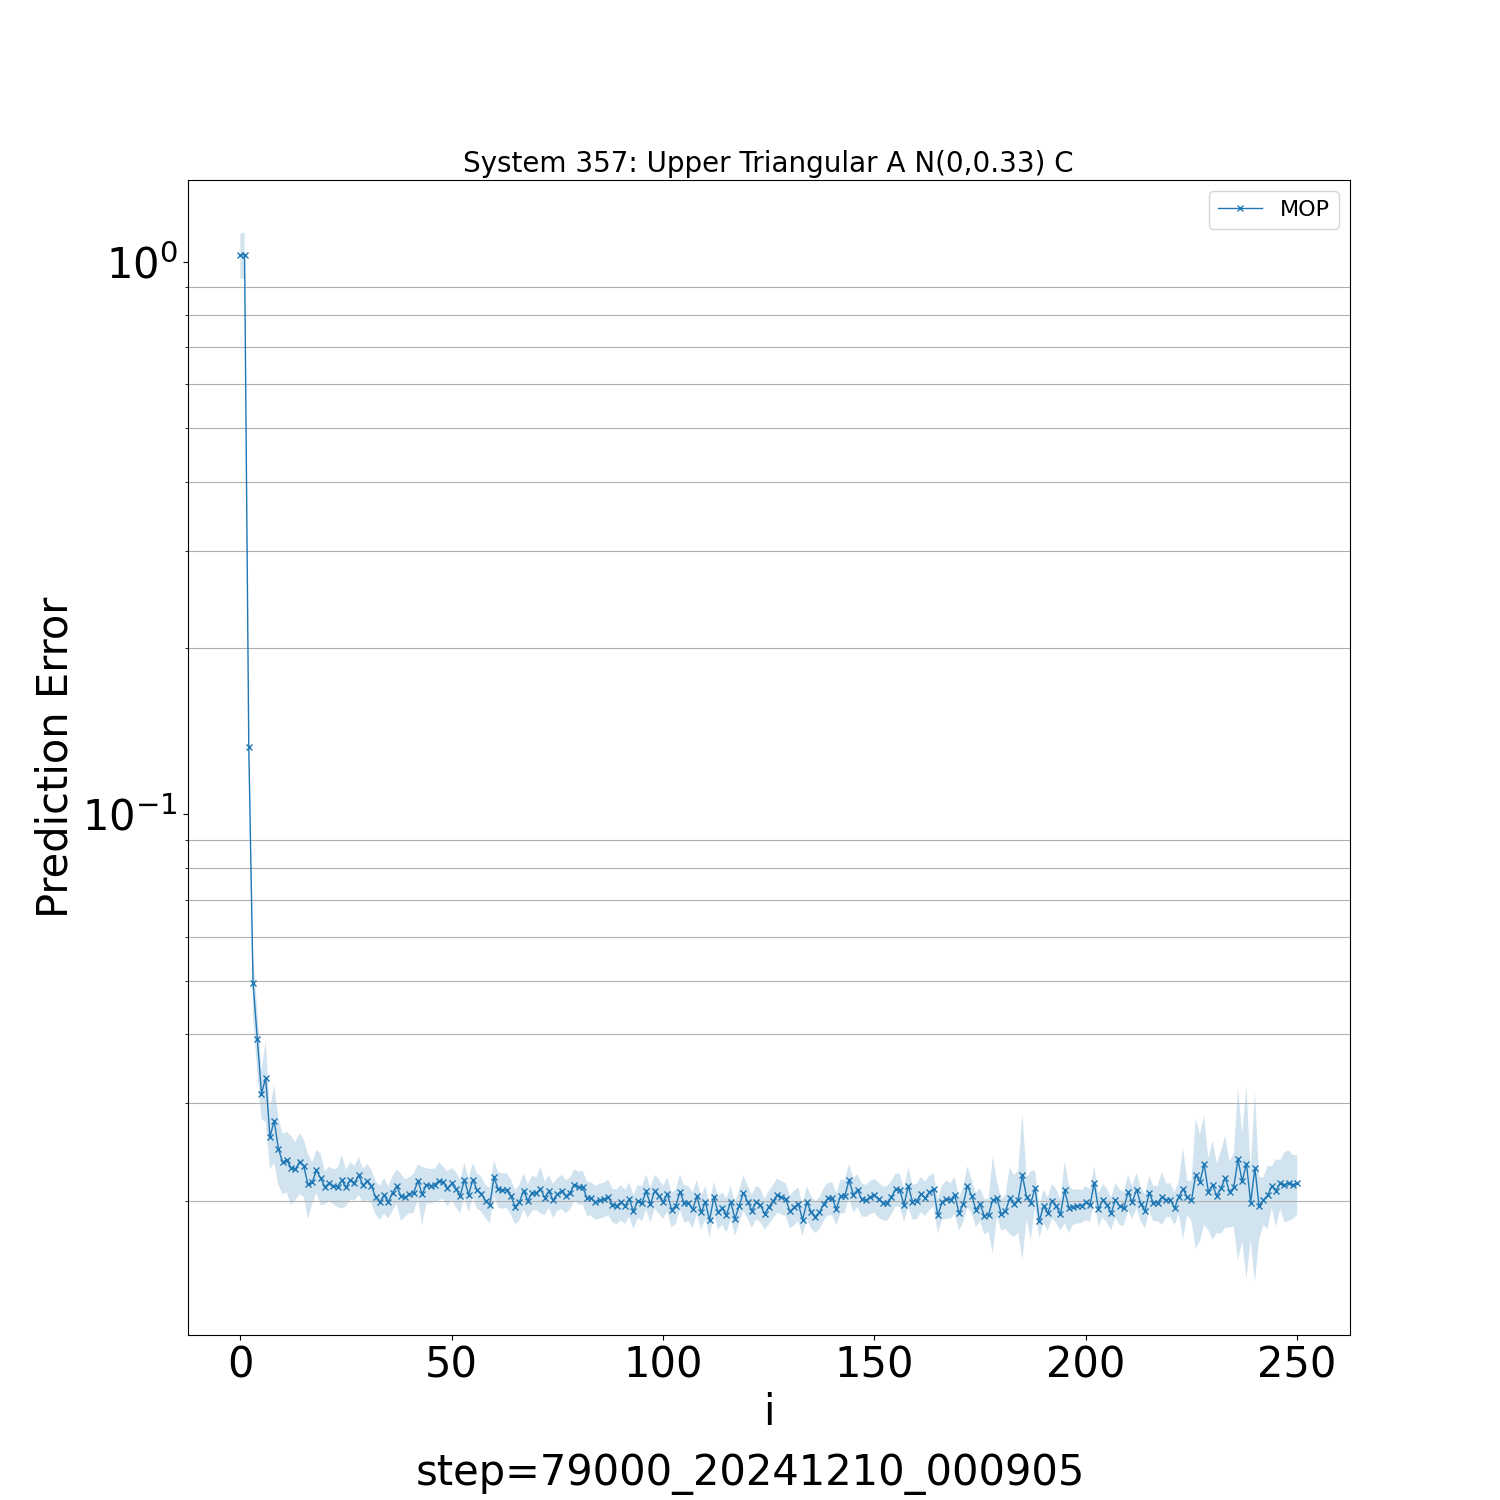 System 357: Upper Triangular A N(0,0.33) C
MOP
10⁰
10⁻¹
Prediction Error
0 50 100 150 200 250
i
step=79000_20241210_000905